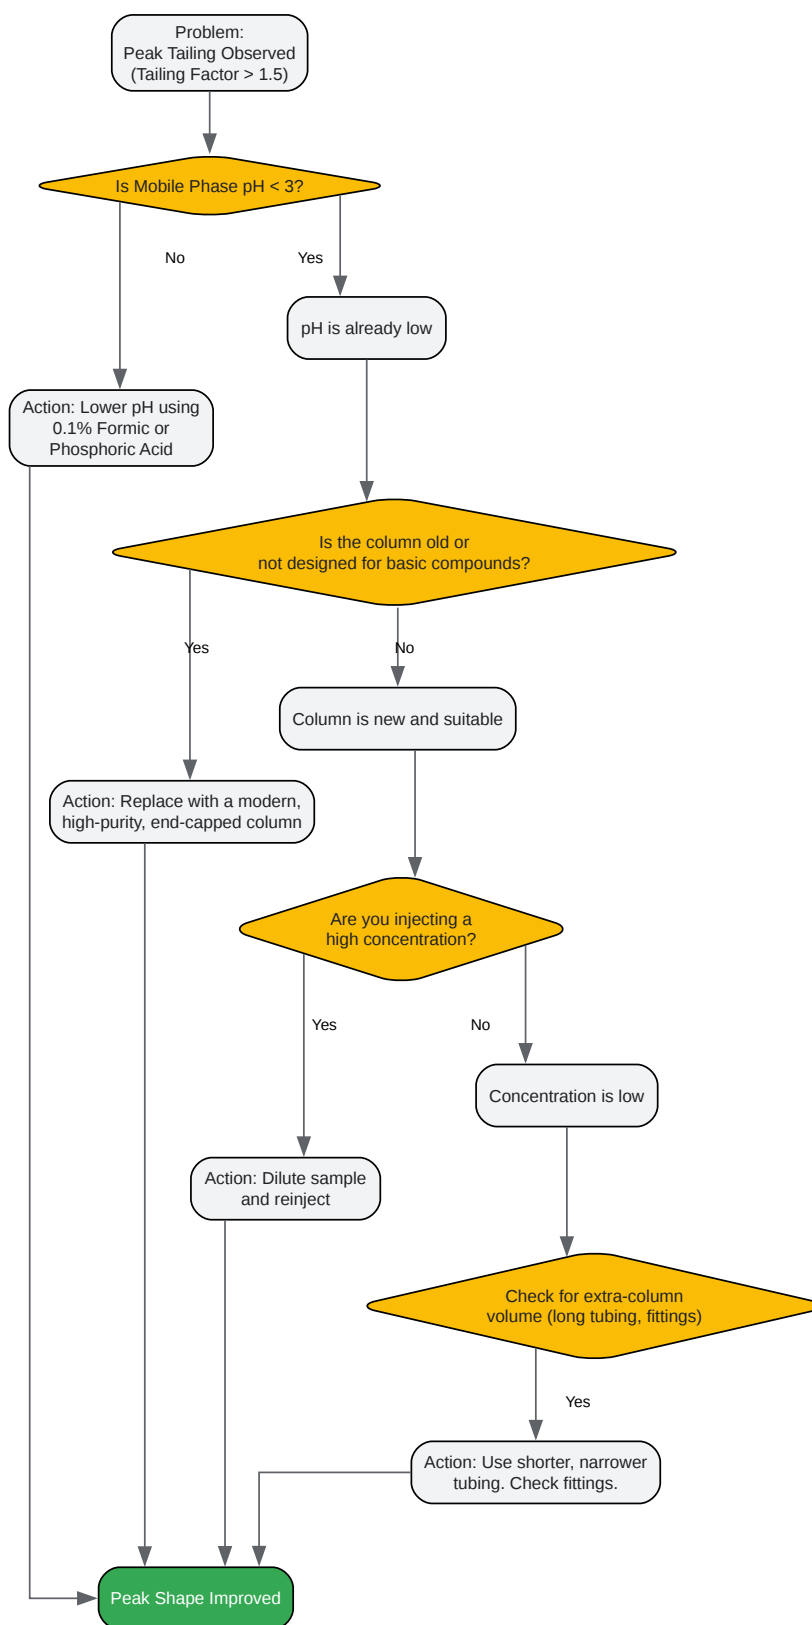 Problem:
Peak Tailing Observed
(Tailing Factor > 1.5)
Is Mobile Phase pH < 3?
No
Yes
pH is already low
Action: Lower pH using
0.1% Formic or
Phosphoric Acid
Is the column old or
not designed for basic compounds?
Yes
No
Column is new and suitable
Action: Replace with a modern,
high-purity, end-capped column
Are you injecting a
high concentration?
Yes
No
Concentration is low
Action: Dilute sample
and reinject
Check for extra-column
volume (long tubing, fittings)
Yes
Action: Use shorter, narrower
tubing. Check fittings.
Peak Shape Improved